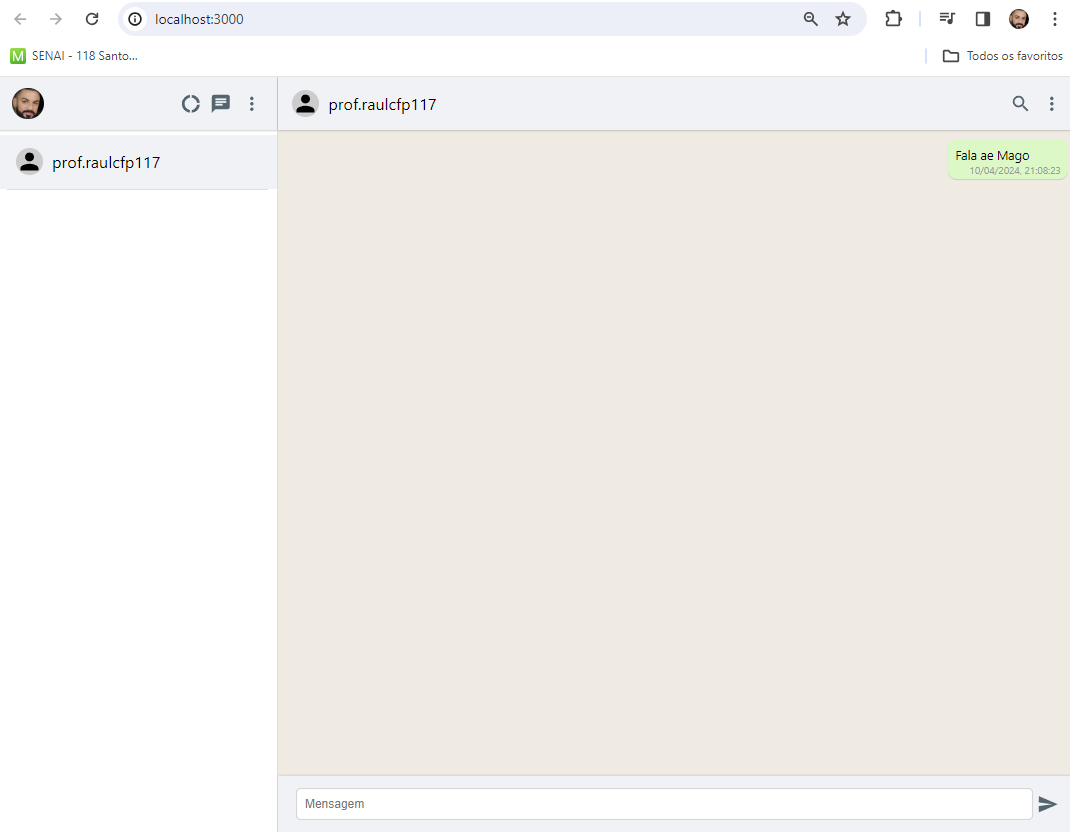 localhost:3000
M SENAI - 118 Santo...
Todos os favoritos
prof.raulcfp117
prof.raulcfp117
Fala ae Mago
10/04/2024, 21:08:23
Mensagem